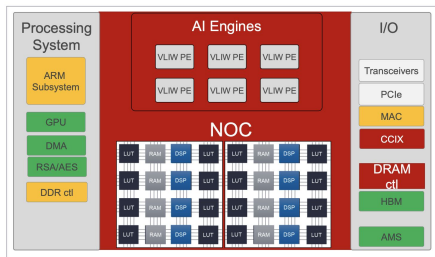 Processing
System
ARM
Subsystem
GPU
DMA
RSA/AES
DDR ctl
AI Engines
VLIW PE VLIW PE VLIW PE
VLIW PE VLIW PE VLIW PE
NOC
LUT RAM DSP LUT LUT RAM DSP LUT
LUT RAM DSP LUT LUT RAM DSP LUT
LUT RAM DSP LUT LUT RAM DSP LUT
LUT RAM DSP LUT LUT RAM DSP LUT
I/O
Transceivers
PCIe
MAC
CCIX
DRAM
ctl
HBM
AMS